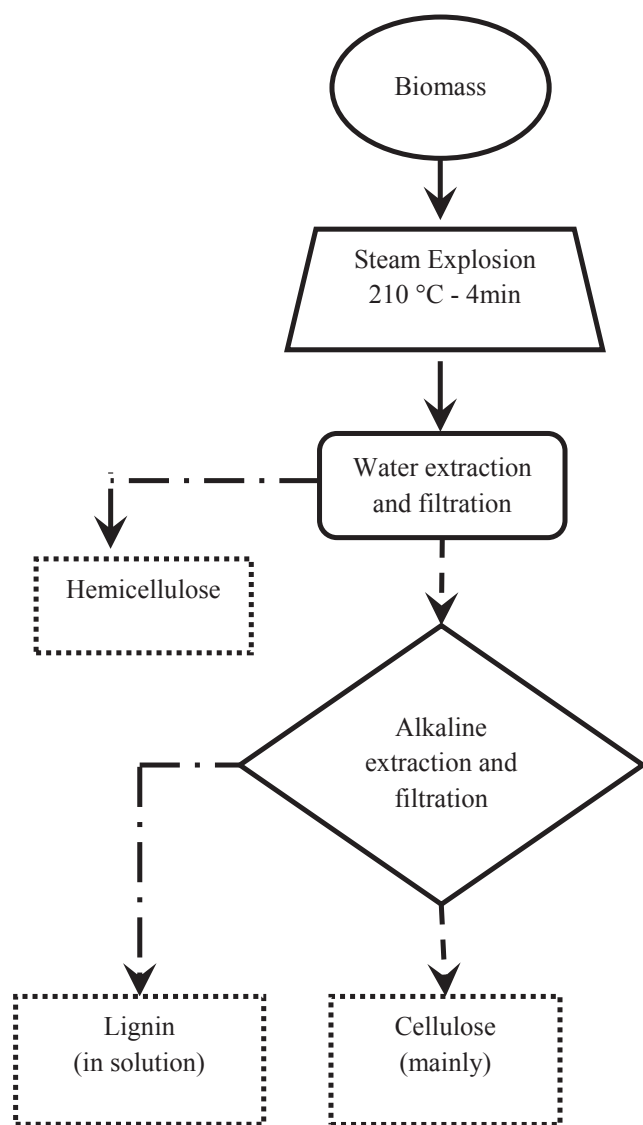 Biomass
Steam Explosion
210 °C - 4min
Water extraction
and filtration
Hemicellulose
Alkaline
extraction and
filtration
Lignin
(in solution)
Cellulose
(mainly)